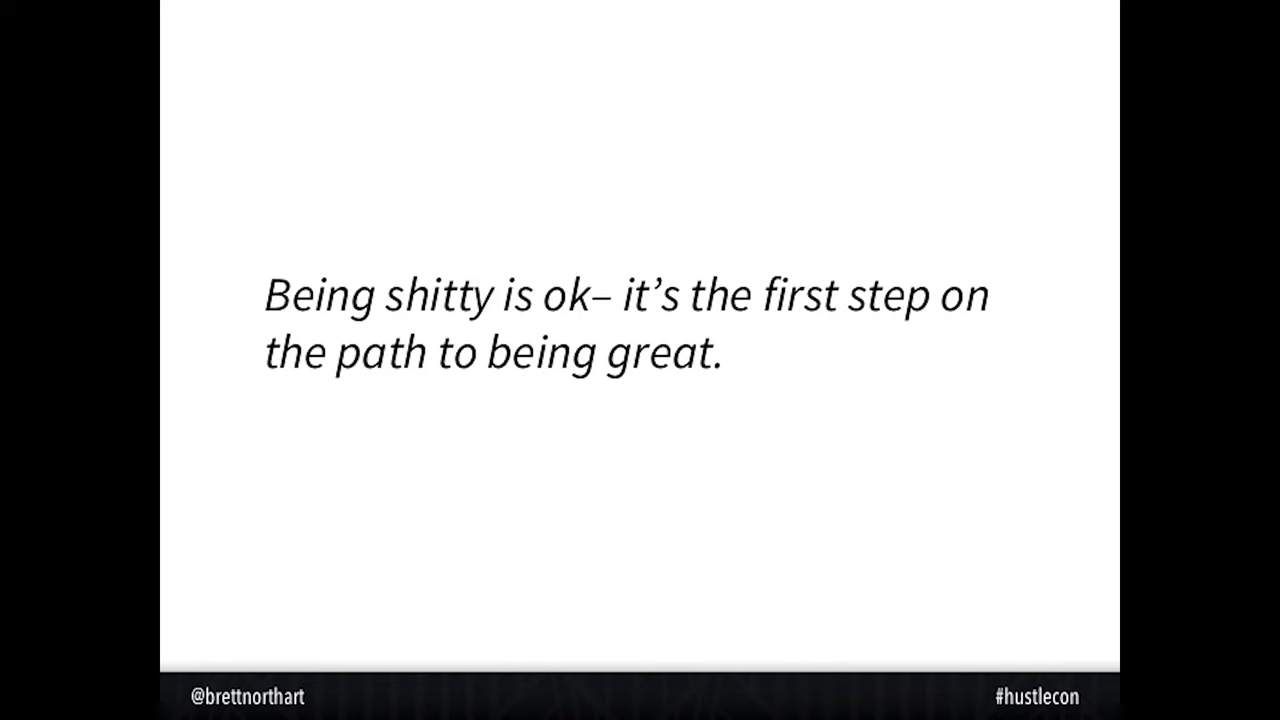 Being shitty is ok– it’s the first step on
the path to being great.
@brettnorthart
#hustlecon